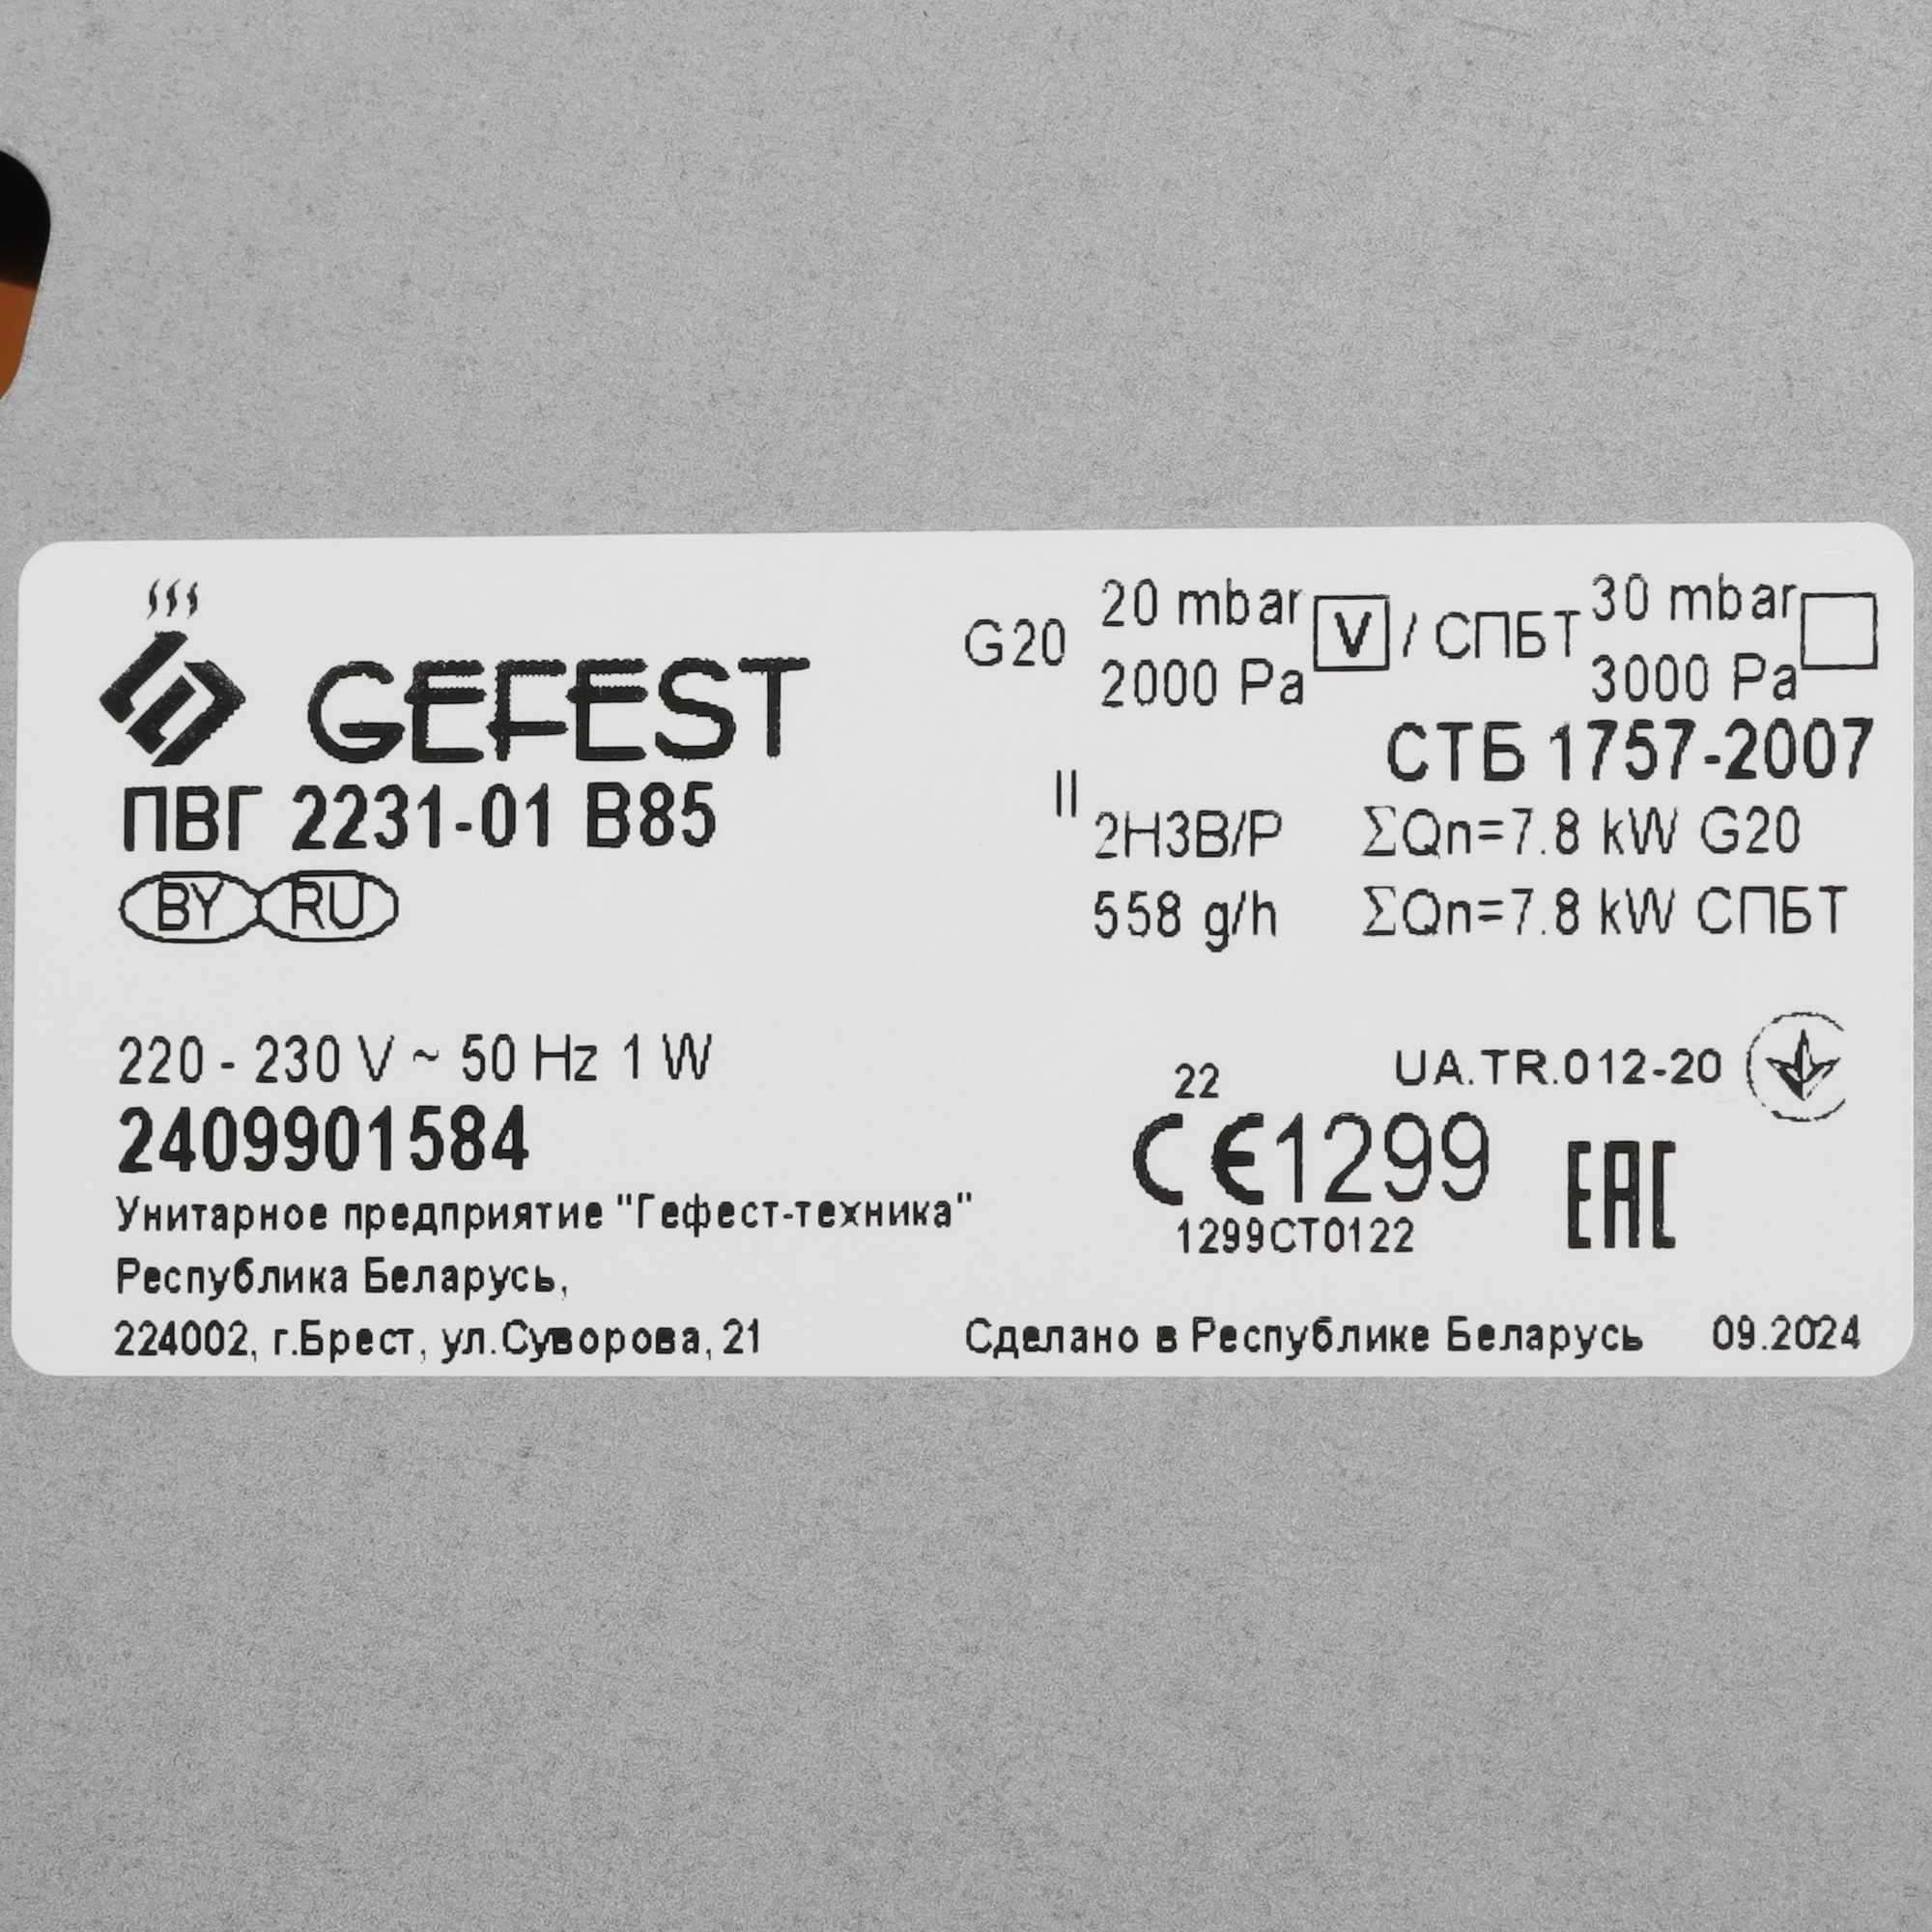 GEFEST
ПВГ 2231-01 В85
BY RU
220 - 230 V ~ 50 Hz 1 W
2409901584
Унитарное предприятие "Гефест-техника"
Республика Беларусь,
224002, г.Брест, ул.Суворова, 21
20 mbar 30 mbar
G20 V / СПБТ
2000 Pa 3000 Pa
СТБ 1757-2007
II 2H3B/P ΣQn=7.8 kW G20
558 g/h ΣQn=7.8 kW СПБТ
22 UA.TR.012-20
CE1299
1299CT0122
EAC
Сделано в Республике Беларусь 09.2024